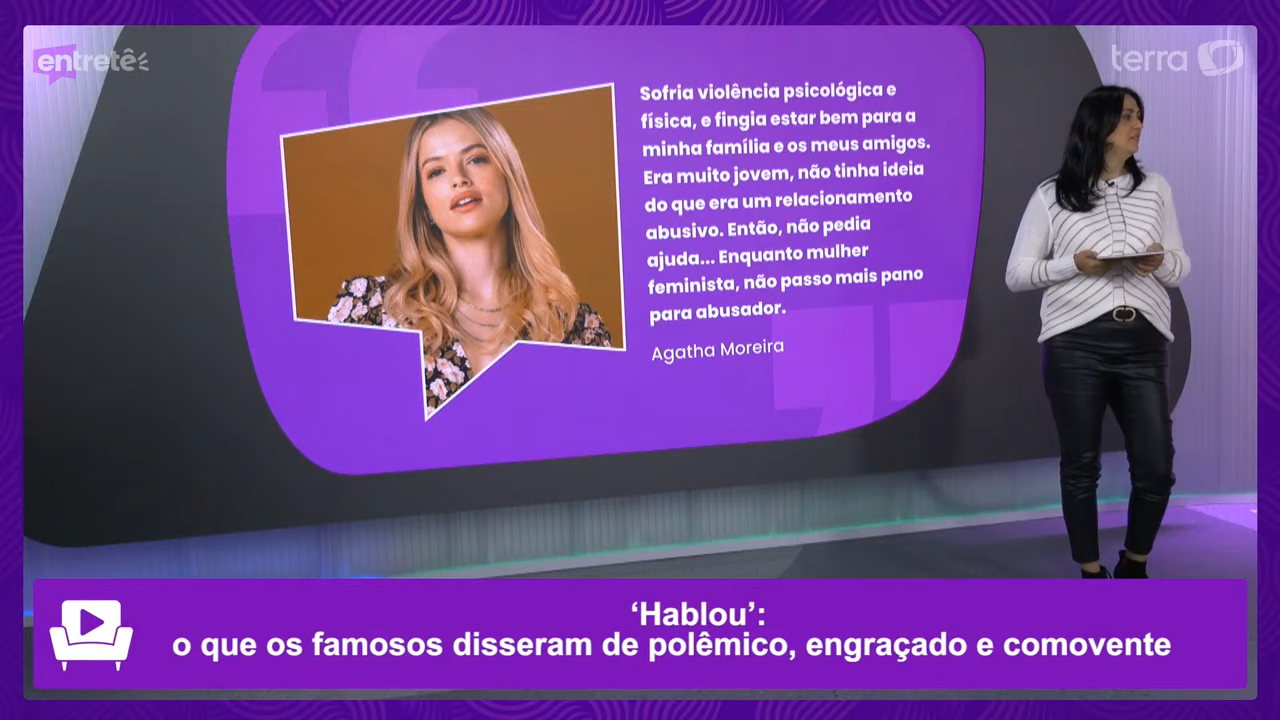 entretê
terra
Sofria violência psicológica e
física, e fingia estar bem para a
minha família e os meus amigos.
Era muito jovem, não tinha ideia
do que era um relacionamento
abusivo. Então, não pedia
ajuda... Enquanto mulher
feminista, não passo mais pano
para abusador.
Agatha Moreira
‘Hablou’:
o que os famosos disseram de polêmico, engraçado e comovente